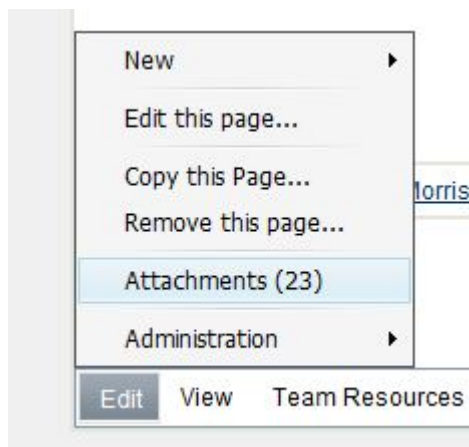 New
Edit this page...
Copy this Page...
Morris
Remove this page...
Attachments (23)
Administration
Edit View Team Resources